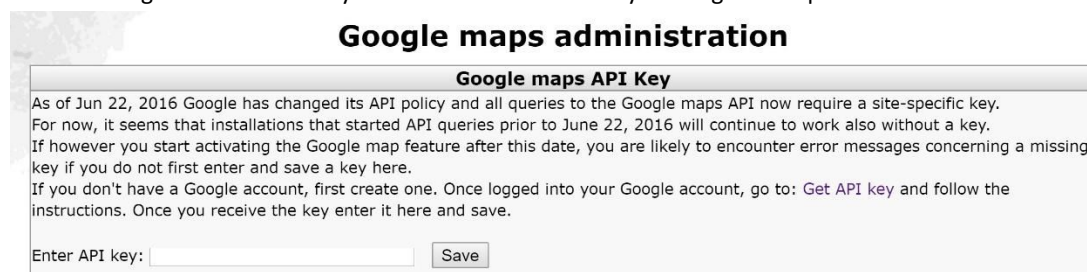 Google maps administration
Google maps API Key
As of Jun 22, 2016 Google has changed its API policy and all queries to the Google maps API now require a site-specific key.
For now, it seems that installations that started API queries prior to June 22, 2016 will continue to work also without a key.
If however you start activating the Google map feature after this date, you are likely to encounter error messages concerning a missing
key if you do not first enter and save a key here.
If you don't have a Google account, first create one. Once logged into your Google account, go to: Get API key and follow the
instructions. Once you receive the key enter it here and save.
Enter API key: Save